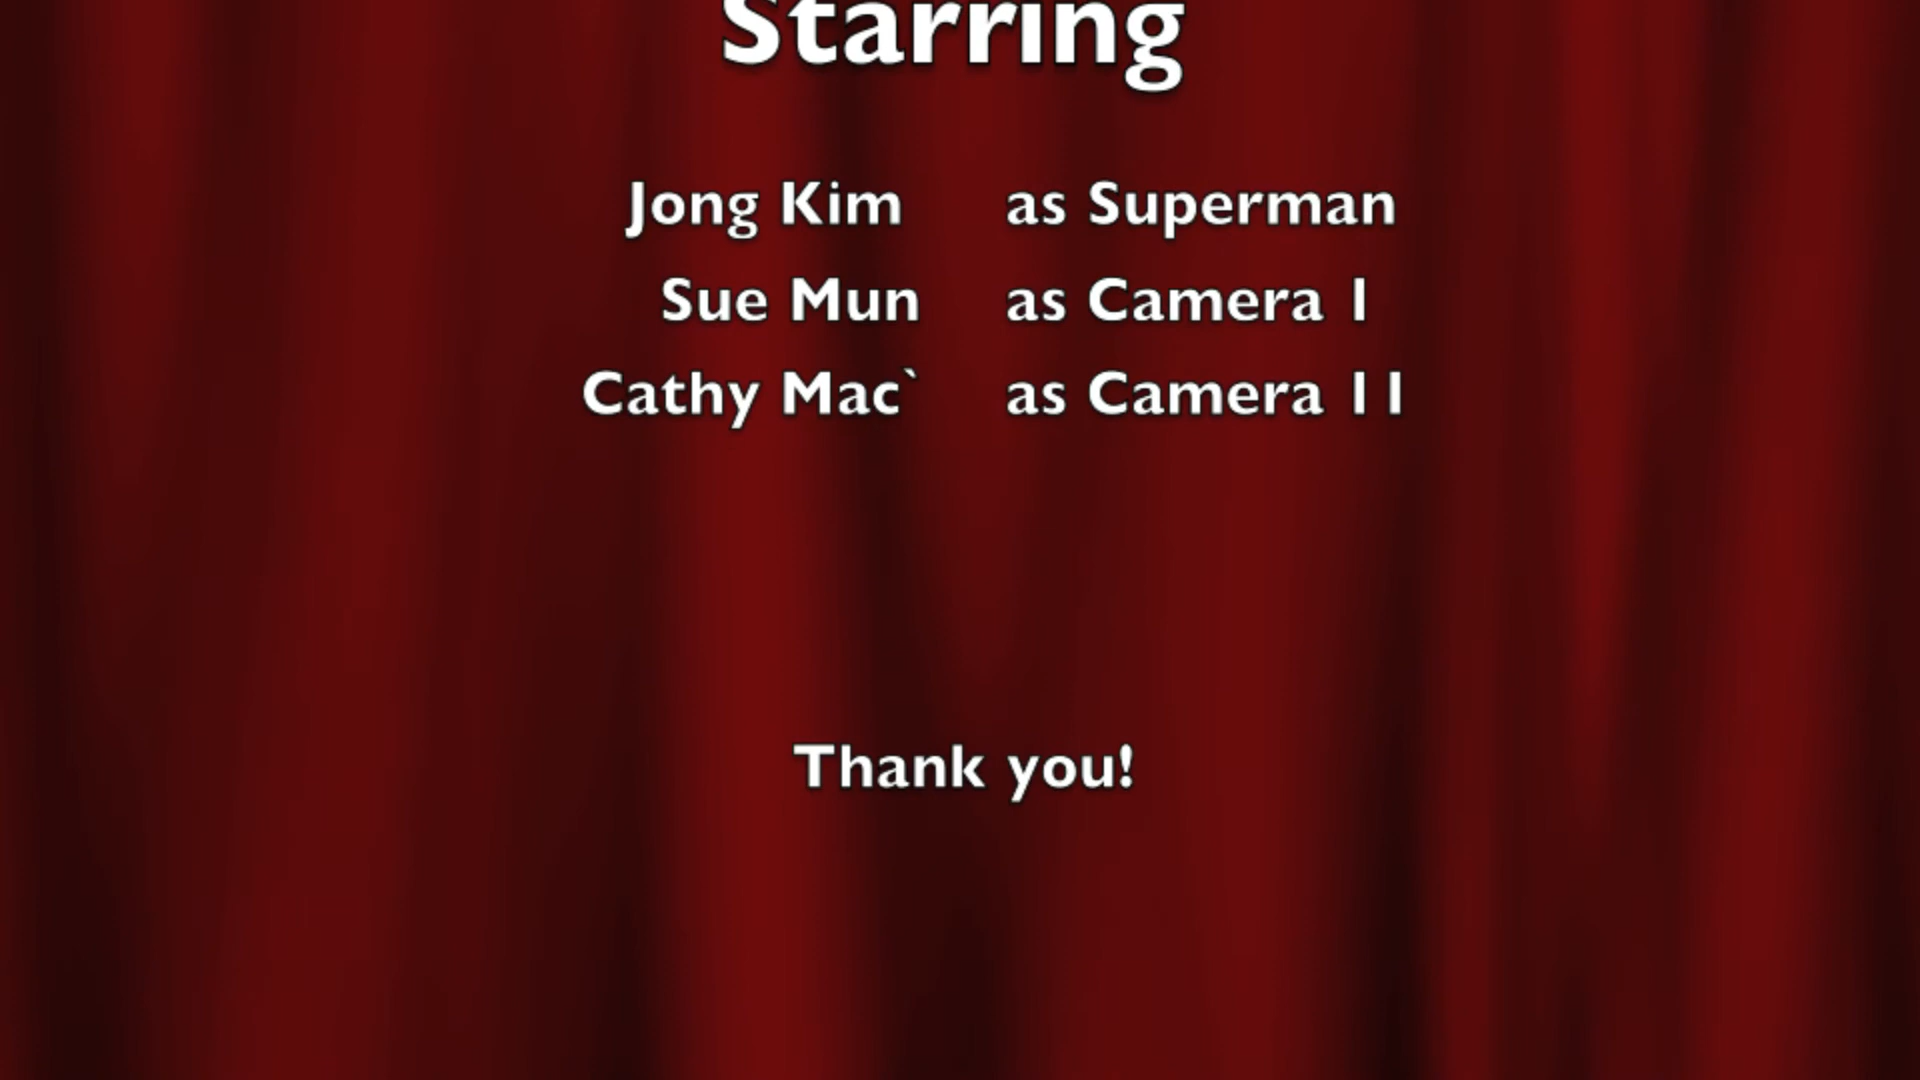 Starring
Jong Kim as Superman
Sue Mun as Camera 1
Cathy Mac` as Camera 11
Thank you!